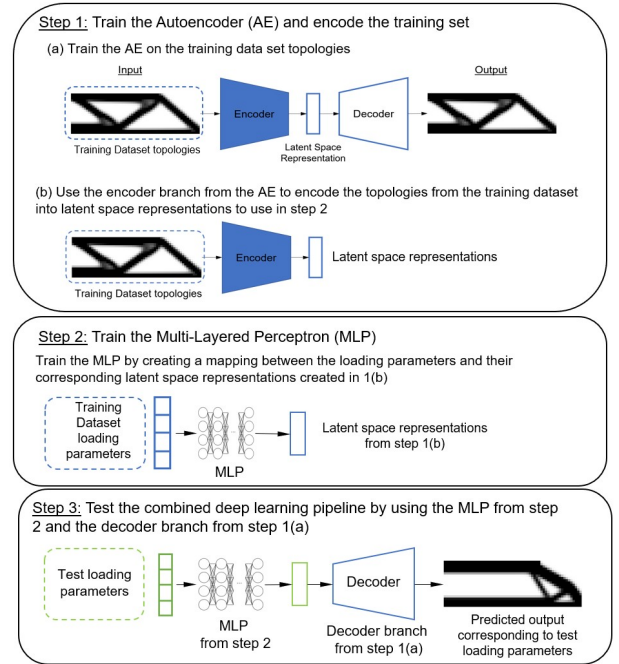 Step 1: Train the Autoencoder (AE) and encode the training set
(a) Train the AE on the training data set topologies
Input
Output
Encoder
Decoder
Training Dataset topologies
Latent Space
Representation
(b) Use the encoder branch from the AE to encode the topologies from the training dataset
into latent space representations to use in step 2
Encoder
Latent space representations
Training Dataset topologies
Step 2: Train the Multi-Layered Perceptron (MLP)
Train the MLP by creating a mapping between the loading parameters and their
corresponding latent space representations created in 1(b)
Training
Dataset
loading
parameters
MLP
Latent space representations
from step 1(b)
Step 3: Test the combined deep learning pipeline by using the MLP from step
2 and the decoder branch from step 1(a)
Test loading
parameters
MLP
from step 2
Decoder
Decoder branch
from step 1(a)
Predicted output
corresponding to test
loading parameters